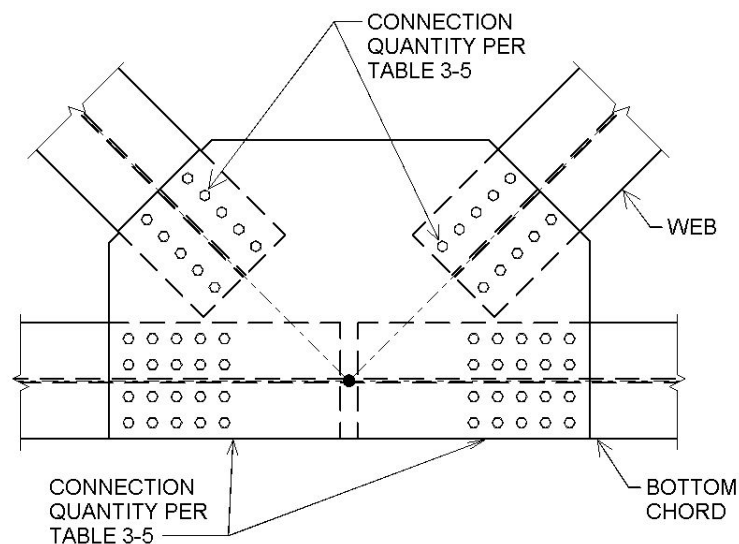 CONNECTION
QUANTITY PER
TABLE 3-5
WEB
CONNECTION
QUANTITY PER
TABLE 3-5
BOTTOM
CHORD